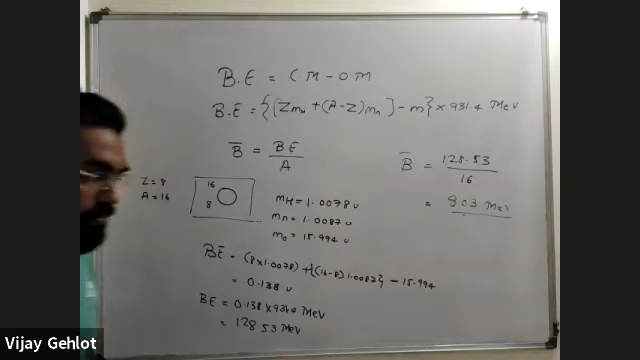 B.E = C.M - O M
B.E = {[Zmₙ + (A-Z)mₙ] - m} × 931.4 MeV
B̅ = BE/A
B̅ = 128.53/16
= 8.03 MeV
Z=8
A=16
16
8
O
mH = 1.0078 u
mn = 1.0087 u
mo = 15.994 u
BE = (8×1.0078) + {(16-8) 1.0087} - 15.994
= 0.138 u
BE = 0.138 × 931.4 MeV
= 128.53 MeV
Vijay Gehlot